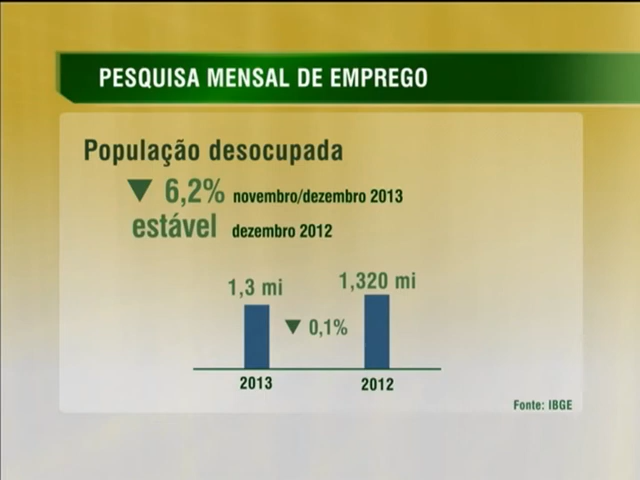 PESQUISA MENSAL DE EMPREGO
População desocupada
▼ 6,2% novembro/dezembro 2013
estável dezembro 2012
1,3 mi
1,320 mi
▼ 0,1%
2013
2012
Fonte: IBGE